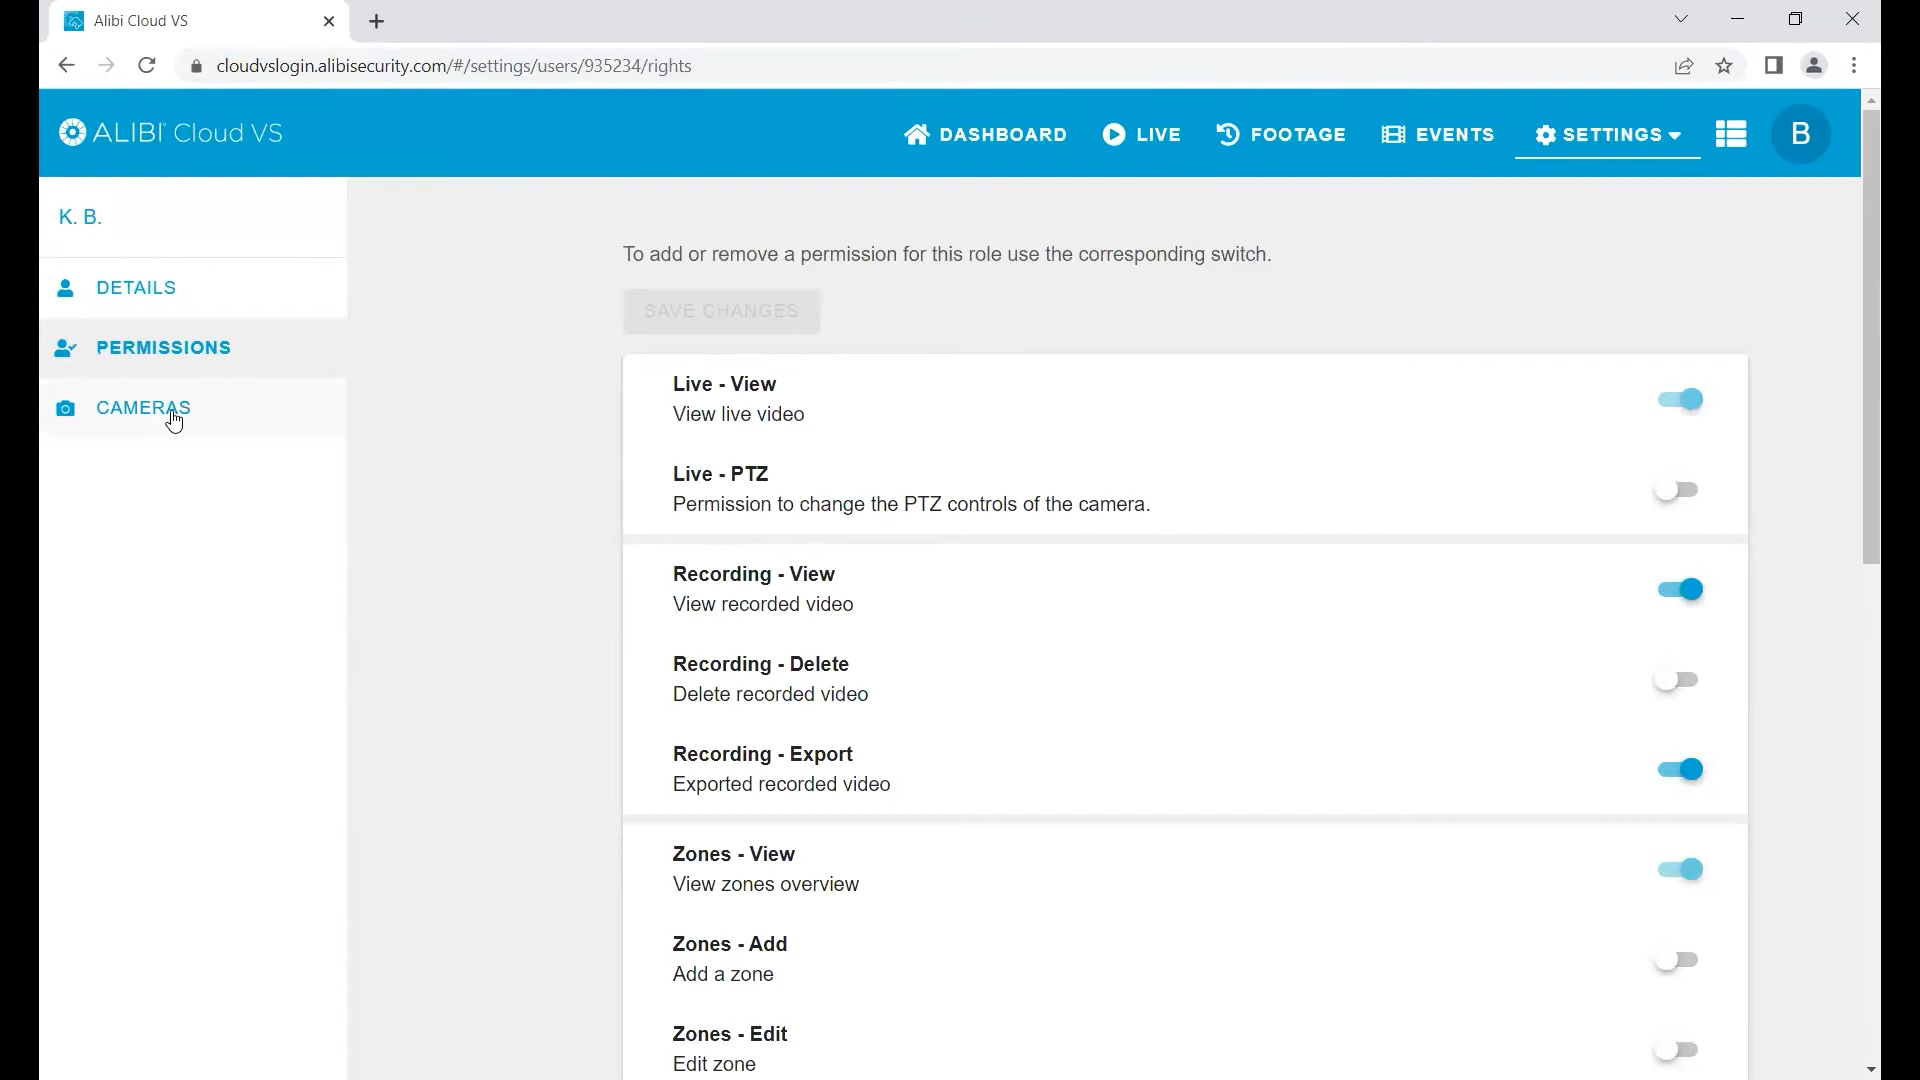 Alibi Cloud VS
cloudvslogin.alibisecurity.com/#/settings/users/935234/rights
ALIBI Cloud VS
DASHBOARD
LIVE
FOOTAGE
EVENTS
SETTINGS
B
K. B.
DETAILS
PERMISSIONS
CAMERAS
To add or remove a permission for this role use the corresponding switch.
SAVE CHANGES
Live - View
View live video
Live - PTZ
Permission to change the PTZ controls of the camera.
Recording - View
View recorded video
Recording - Delete
Delete recorded video
Recording - Export
Exported recorded video
Zones - View
View zones overview
Zones - Add
Add a zone
Zones - Edit
Edit zone